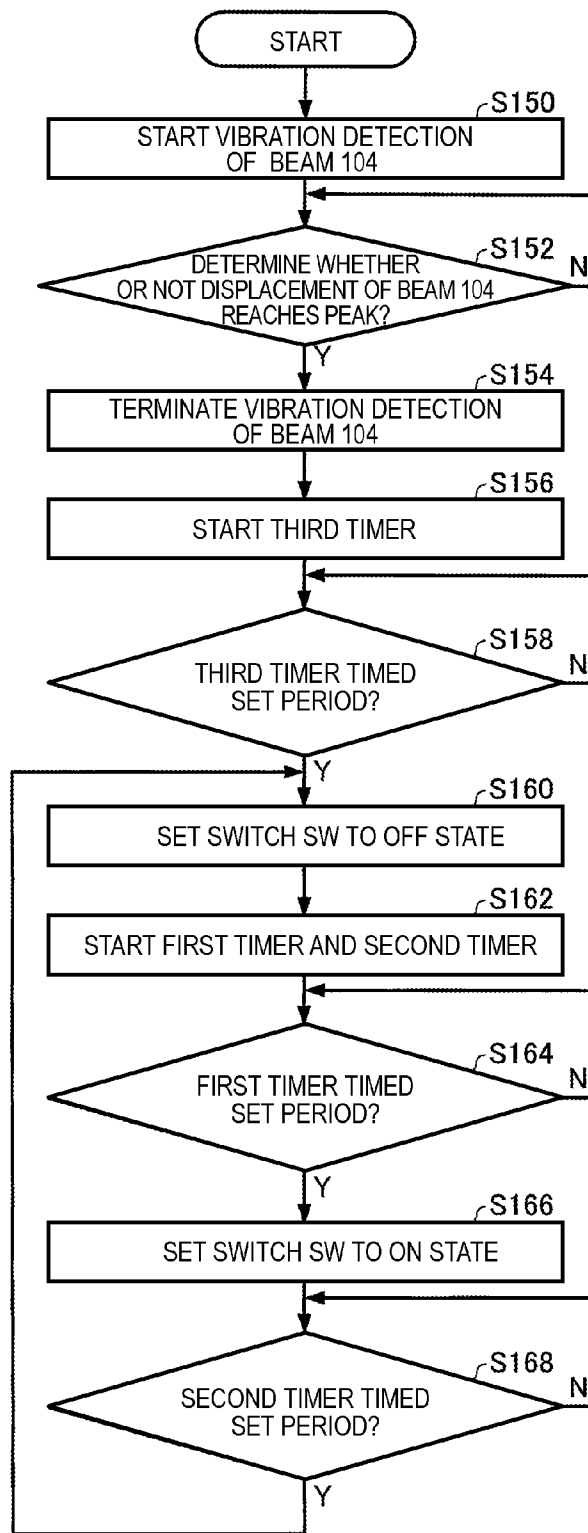 START
S150
START VIBRATION DETECTION
OF BEAM 104
S152
DETERMINE WHETHER
OR NOT DISPLACEMENT OF BEAM 104
REACHES PEAK?
N
Y
S154
TERMINATE VIBRATION DETECTION
OF BEAM 104
S156
START THIRD TIMER
S158
THIRD TIMER TIMED
SET PERIOD?
N
Y
S160
SET SWITCH SW TO OFF STATE
S162
START FIRST TIMER AND SECOND TIMER
S164
FIRST TIMER TIMED
SET PERIOD?
N
Y
S166
SET SWITCH SW TO ON STATE
S168
SECOND TIMER TIMED
SET PERIOD?
N
Y